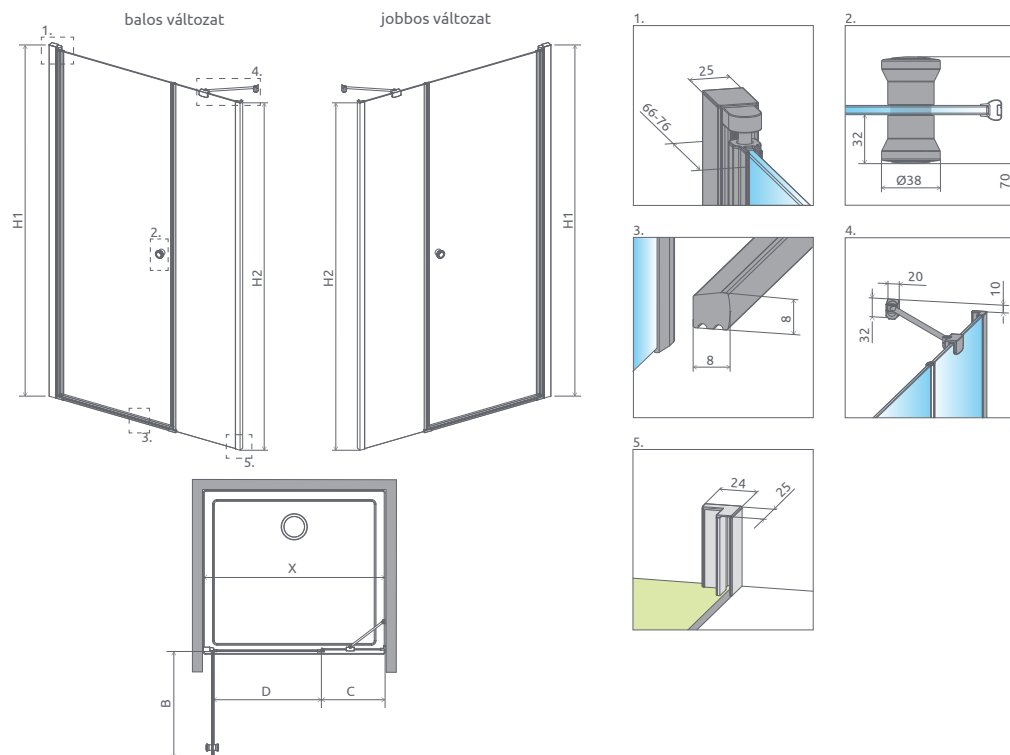 balos változat
jobbos változat
1.
4.
H1
2.
H2
3.
5.
H2
H1
1.
25
66-76
2.
32
Ø38
70
3.
8
8
4.
20
10
32
5.
24
25
X
D
C
B